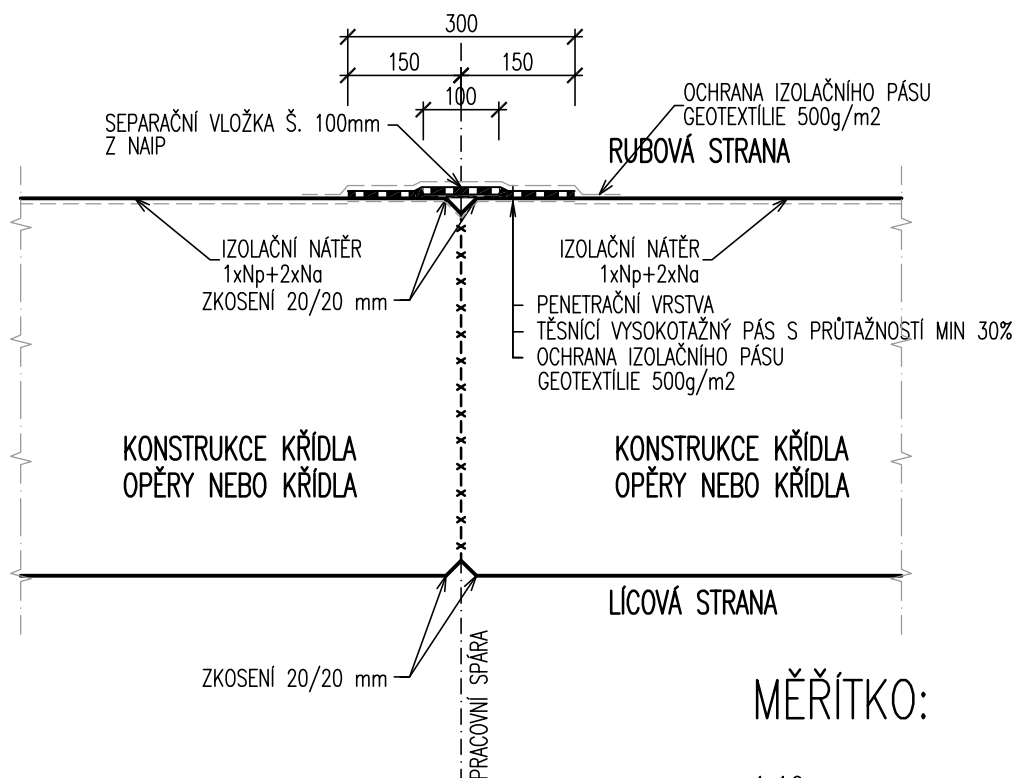 300
150
150
100
OCHRANA IZOLAČNÍHO PÁSU
GEOTEXTÍLIE 500g/m2
SEPARAČNÍ VLOŽKA Š. 100mm
Z NAIP
RUBOVÁ STRANA
IZOLAČNÍ NÁTĚR
1xNp+2xNa
IZOLAČNÍ NÁTĚR
1xNp+2xNa
ZKOSENÍ 20/20 mm
PENETRAČNÍ VRSTVA
TĚSNÍCÍ VYSOKOTAŽNÝ PÁS S PRŮTAŽNOSTÍ MIN 30%
OCHRANA IZOLAČNÍHO PÁSU
GEOTEXTÍLIE 500g/m2
KONSTRUKCE KŘÍDLA
OPĚRY NEBO KŘÍDLA
KONSTRUKCE KŘÍDLA
OPĚRY NEBO KŘÍDLA
LÍCOVÁ STRANA
ZKOSENÍ 20/20 mm
PRACOVNÍ SPÁRA
MĚŘÍTKO: